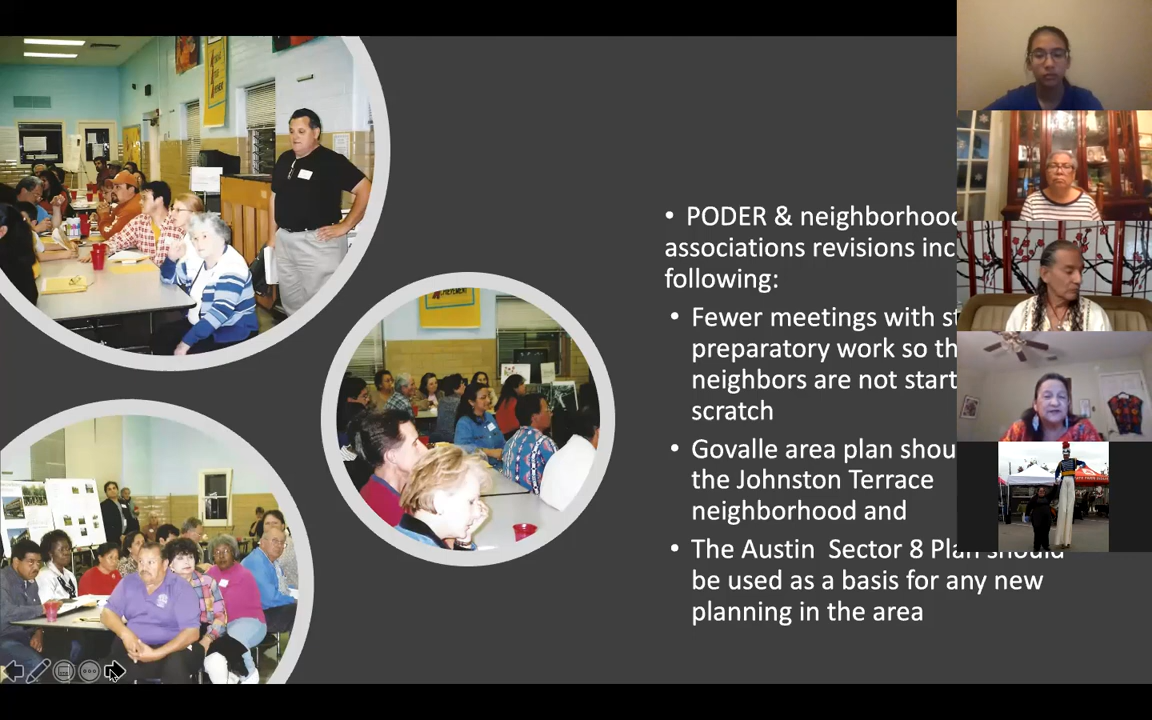 • PODER & neighborhood
associations revisions inc
following:
• Fewer meetings with st
preparatory work so th
neighbors are not start
scratch
• Govalle area plan shou
the Johnston Terrace
neighborhood and
• The Austin Sector 8 Plan should
be used as a basis for any new
planning in the area